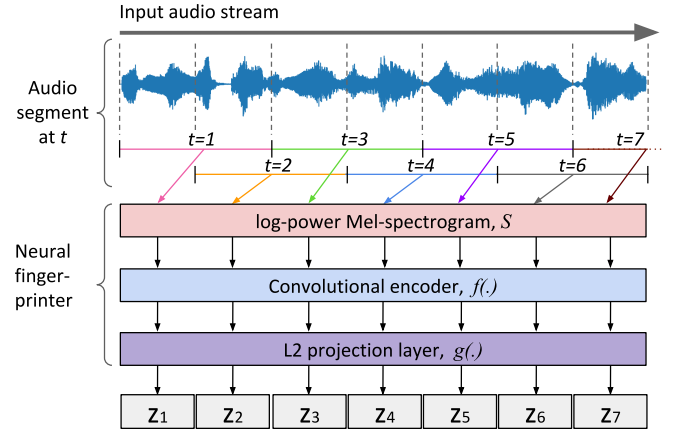 Input audio stream
Audio
segment
at t
t=1
t=3
t=5
t=7
t=2
t=4
t=6
Neural
finger-
printer
log-power Mel-spectrogram, S
Convolutional encoder, f(.)
L2 projection layer, g(.)
z1 z2 z3 z4 z5 z6 z7